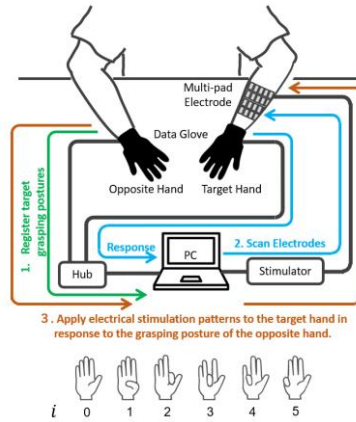 Multi-pad
Electrode
Data Glove
Opposite Hand
Target Hand
1. Register target
grasping postures
Response
PC
2. Scan Electrodes
Hub
Stimulator
3 . Apply electrical stimulation patterns to the target hand in
response to the grasping posture of the opposite hand.
i 0 1 2 3 4 5